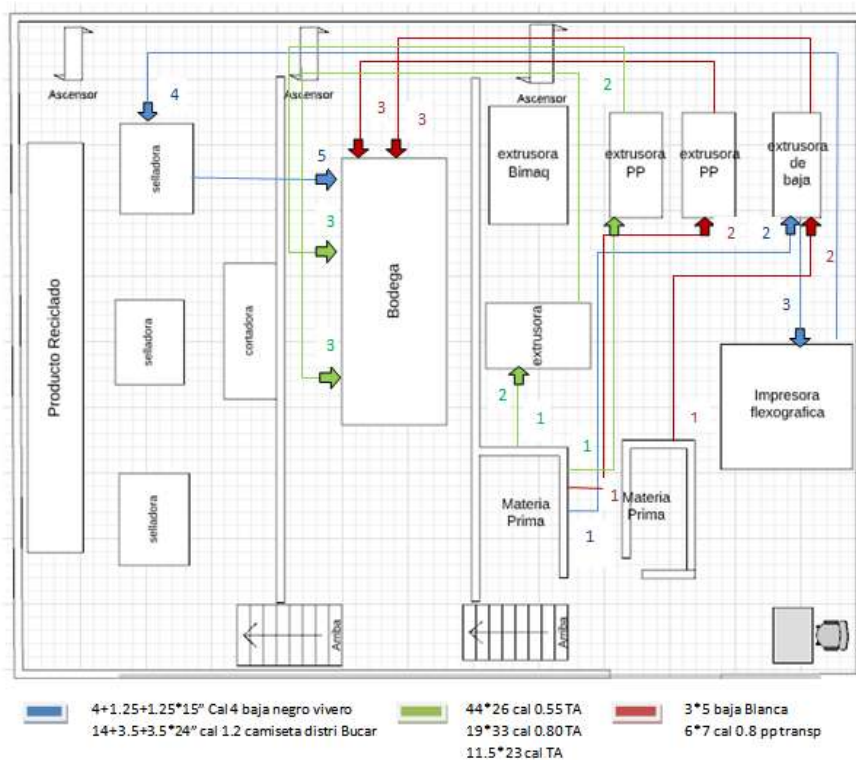 Ascensor
Ascensor
Ascensor
4
3
3
2
selladora
5
extrusora Bimaq
extrusora PP
extrusora PP
extrusora de baja
3
2
2
2
Producto Reciclado
selladora
cortadora
Bodega
extrusora
3
3
2
1
1
1
Impresora flexografica
selladora
Materia Prima
1
Materia Prima
1
Arriba
Arriba
4+1.25+1.25*15” Cal 4 baja negro vivero
14+3.5+3.5*24” cal 1.2 camiseta distri Bucar
44*26 cal 0.55 TA
19*33 cal 0.80 TA
11.5*23 cal TA
3*5 baja Blanca
6*7 cal 0.8 pp transp